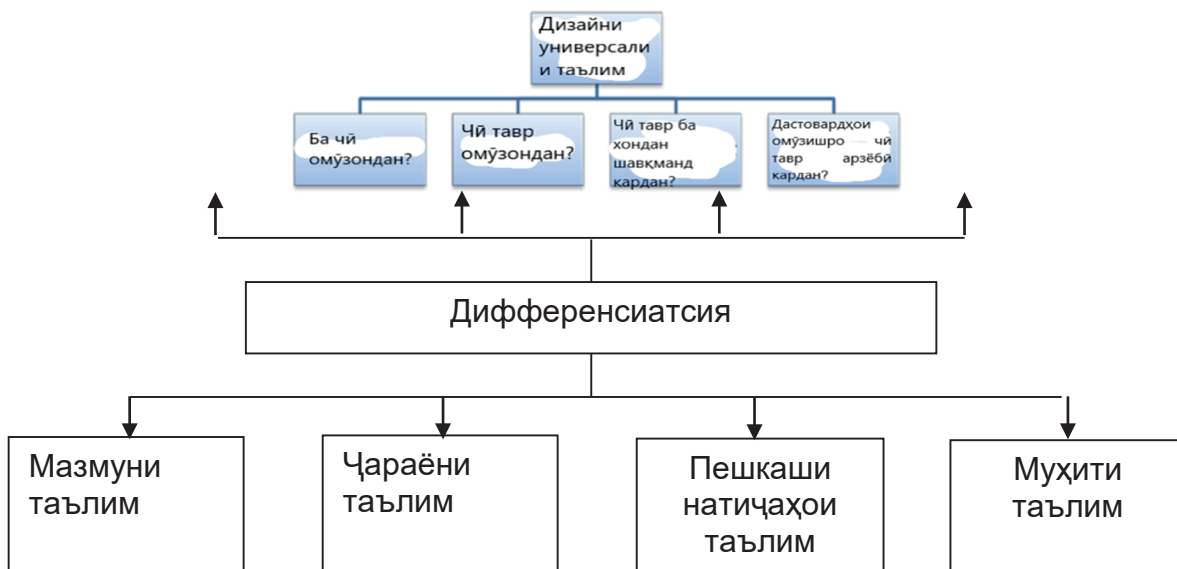 Дизайни
универсали
и таълим
Ба чӣ
омӯзондан?
Чӣ тавр
омӯзондан?
Чӣ тавр ба
хондан
шавқманд
кардан?
Дастовардҳои
омӯзишро чӣ
тавр арзёбӣ
кардан?
Дифференсиатсия
Мазмуни
таълим
Ҷараёни
таълим
Пешкаши
натиҷаҳои
таълим
Муҳити
таълим